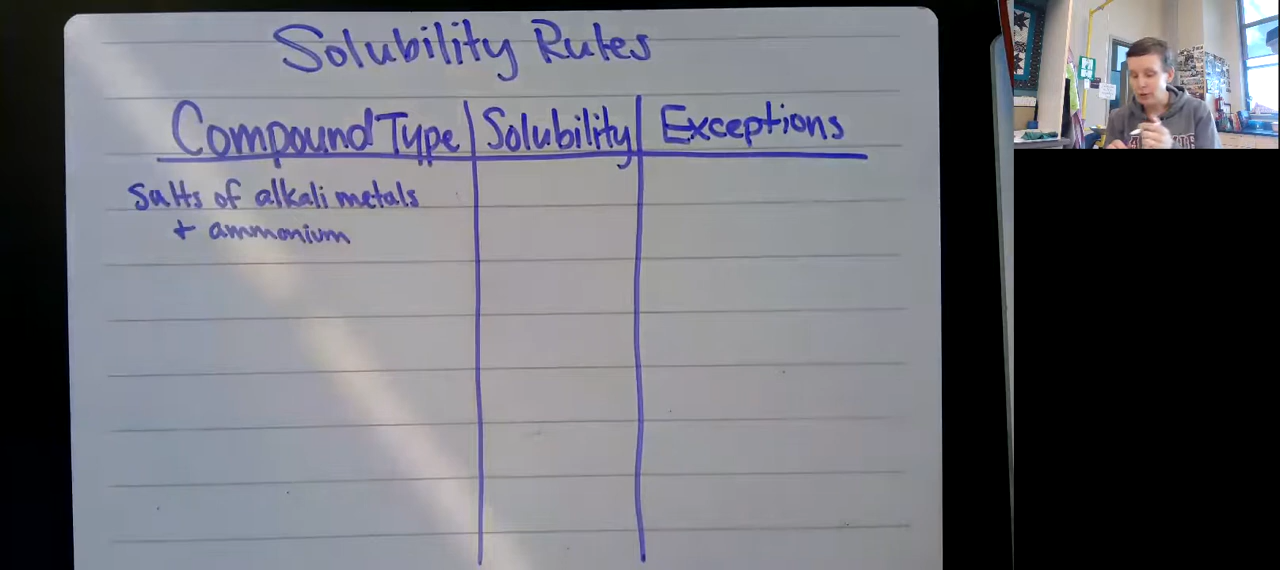 Solubility Rules
Compound Type Solubility Exceptions
Salts of alkali metals
+ ammonium